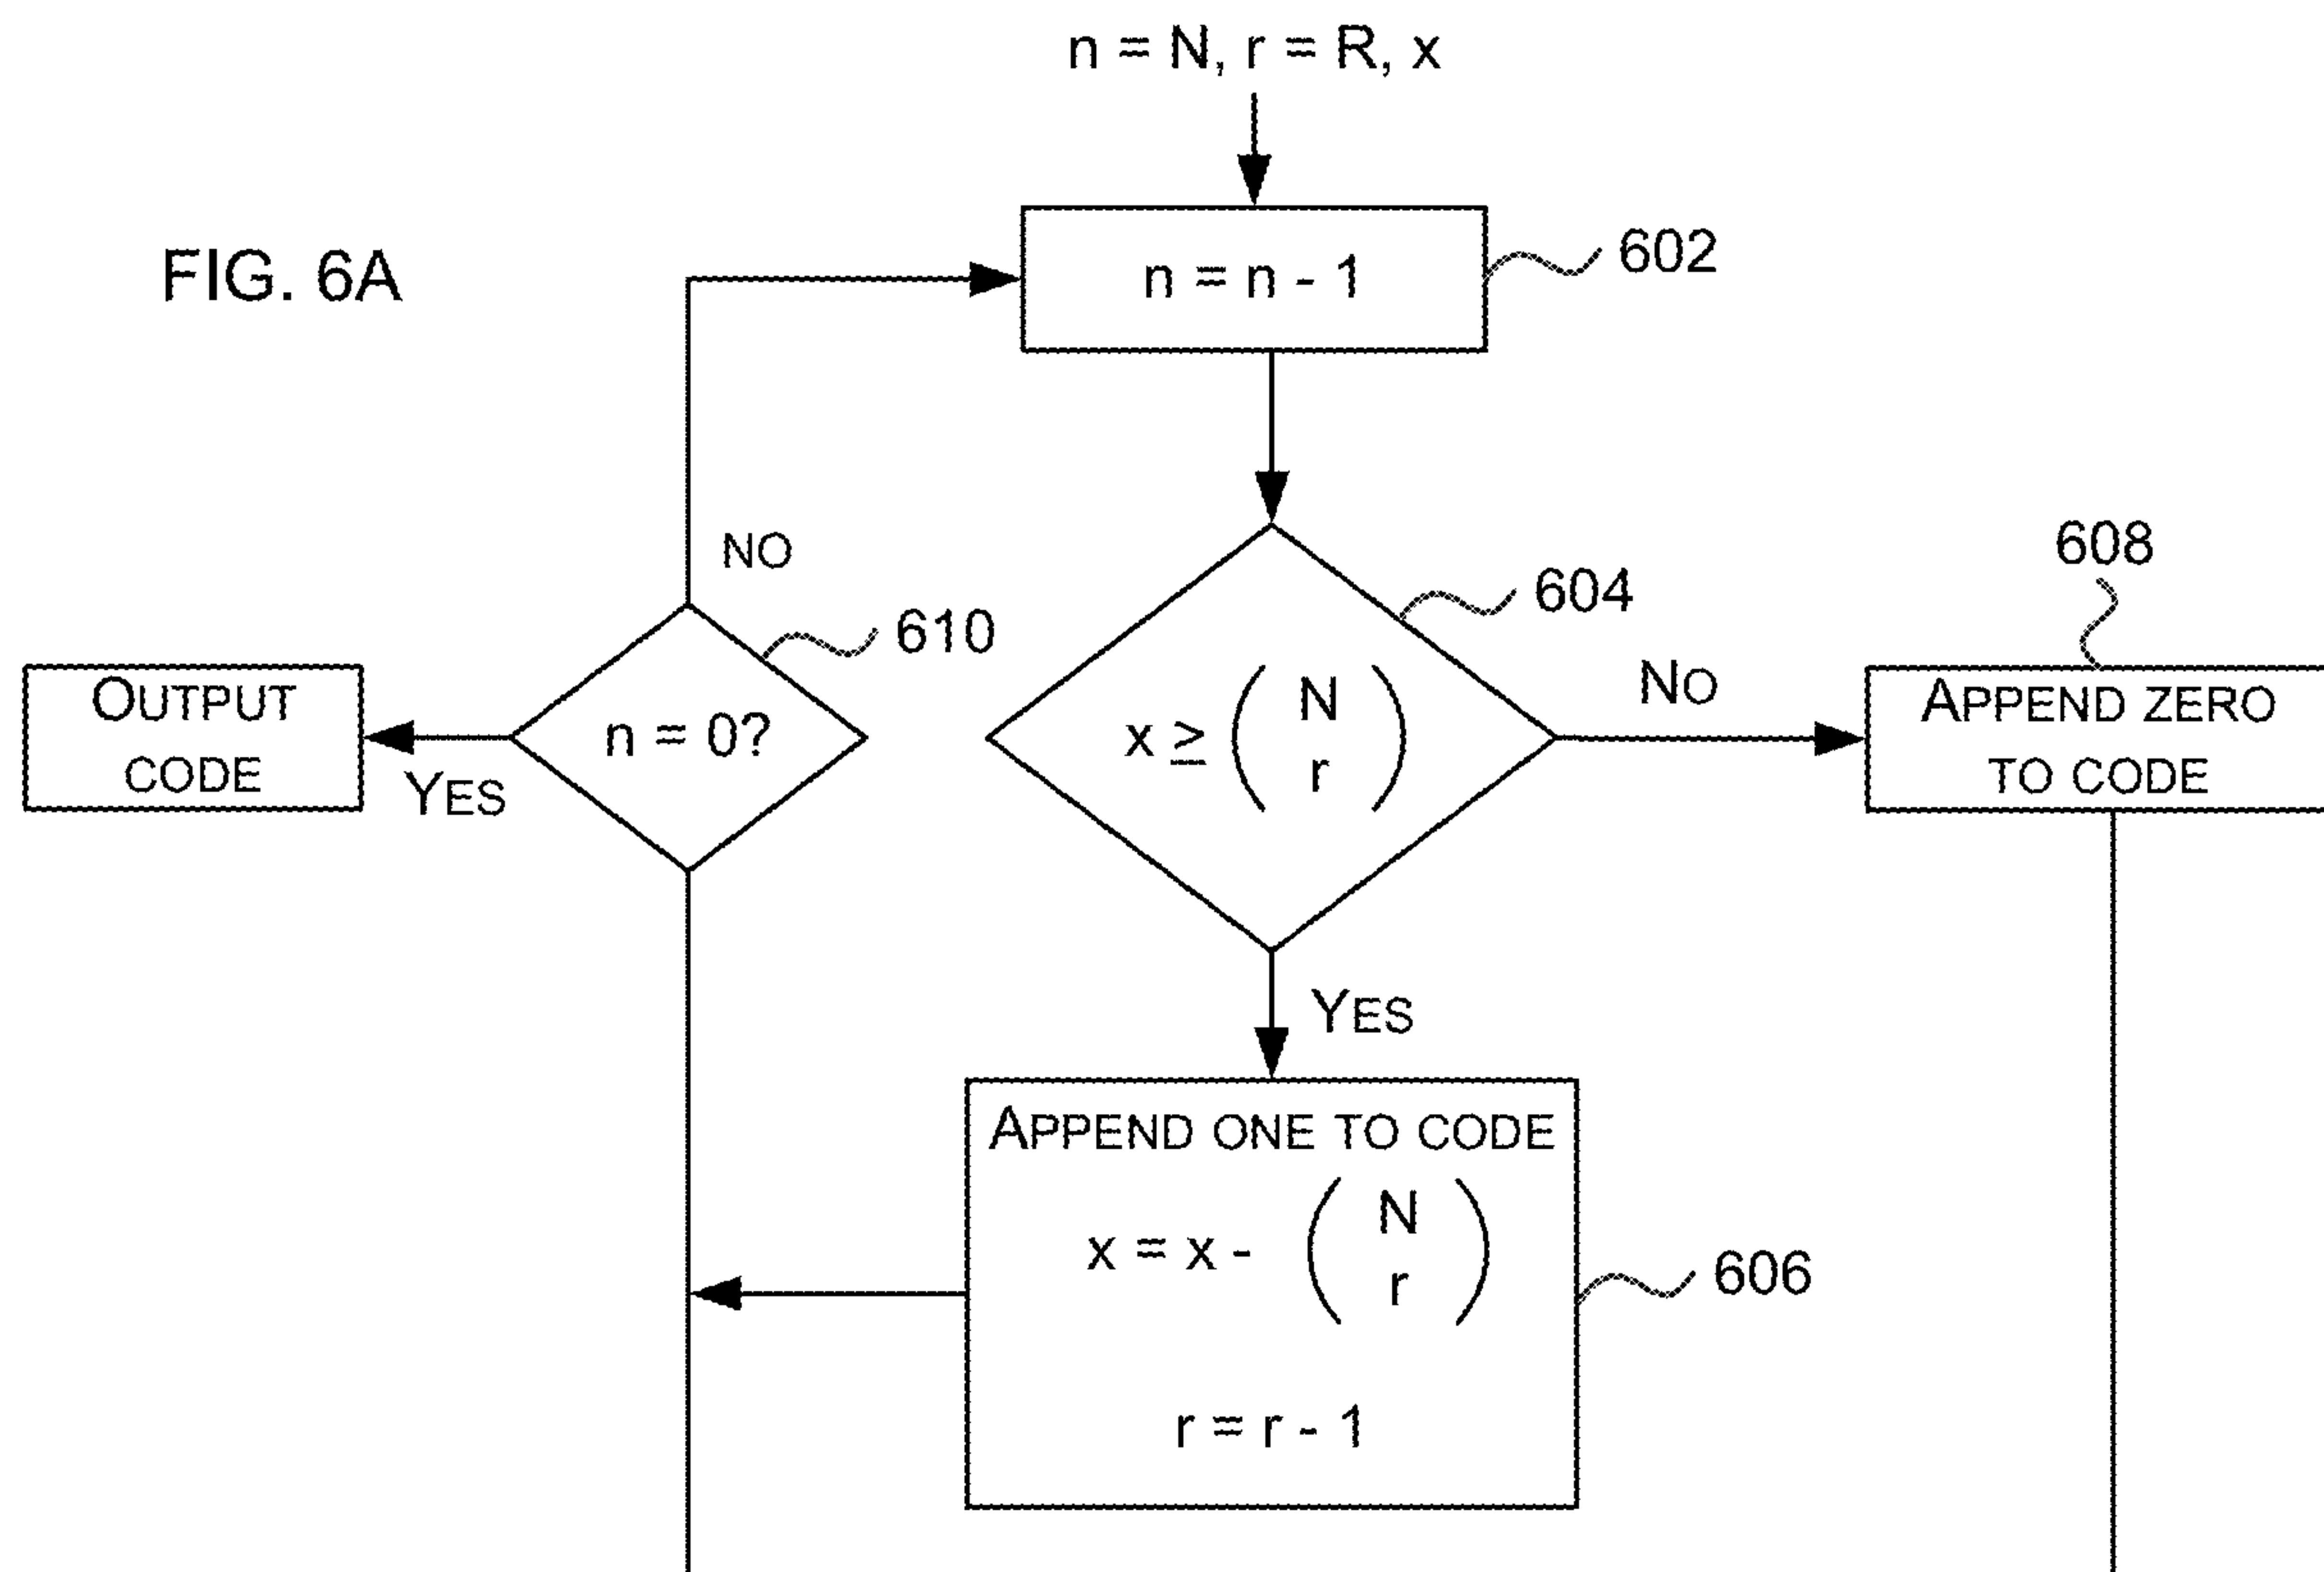 n = N, r = R, x
FIG. 6A
n = n - 1
602
NO
604
608
610
OUTPUT
CODE
YES
n = 0?
x ≥ ( N
r )
NO
APPEND ZERO
TO CODE
YES
APPEND ONE TO CODE
x = x - ( N
r )
606
r = r - 1